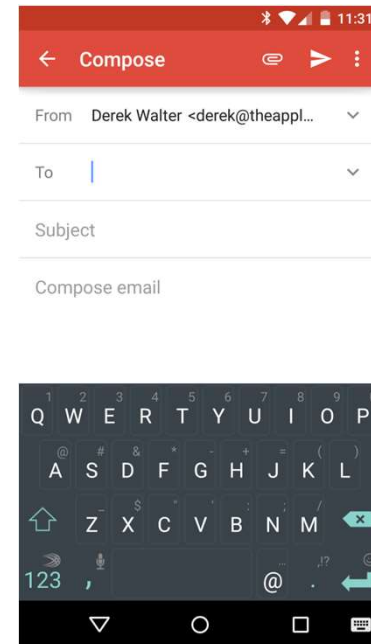 11:31
Compose
From Derek Walter <derek@theappl...
To
Subject
Compose email
1 2 3 4 5 6 7 8 9
Q W E R T Y U I O P
@ # & * - + = ( )
A S D F G H J K L
_ $ " ' : ; /
Z X C V B N M
... ,!?
123 , @ .